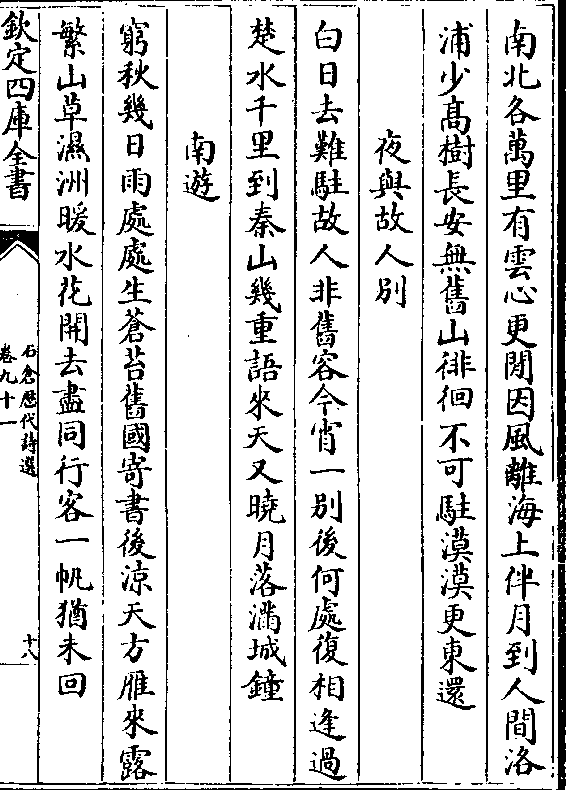 南北各萬里有雲心更閒因風離海上伴月到人間洛
浦少高樹長安無舊山徘徊不可駐漠漠更東還
夜與故人別
白日去難駐故人非舊客今宵一別後何處復相逢過
楚水千里到秦山幾重語來天又曉月落滿城鐘
南遊
窮秋幾日雨處處生蒼苔舊國寄書後涼天方雁來露
繁山草濕洲暖水花開去盡同行客一帆猶未回
欽定四庫全書
石倉歷代詩選
卷九十一
十八